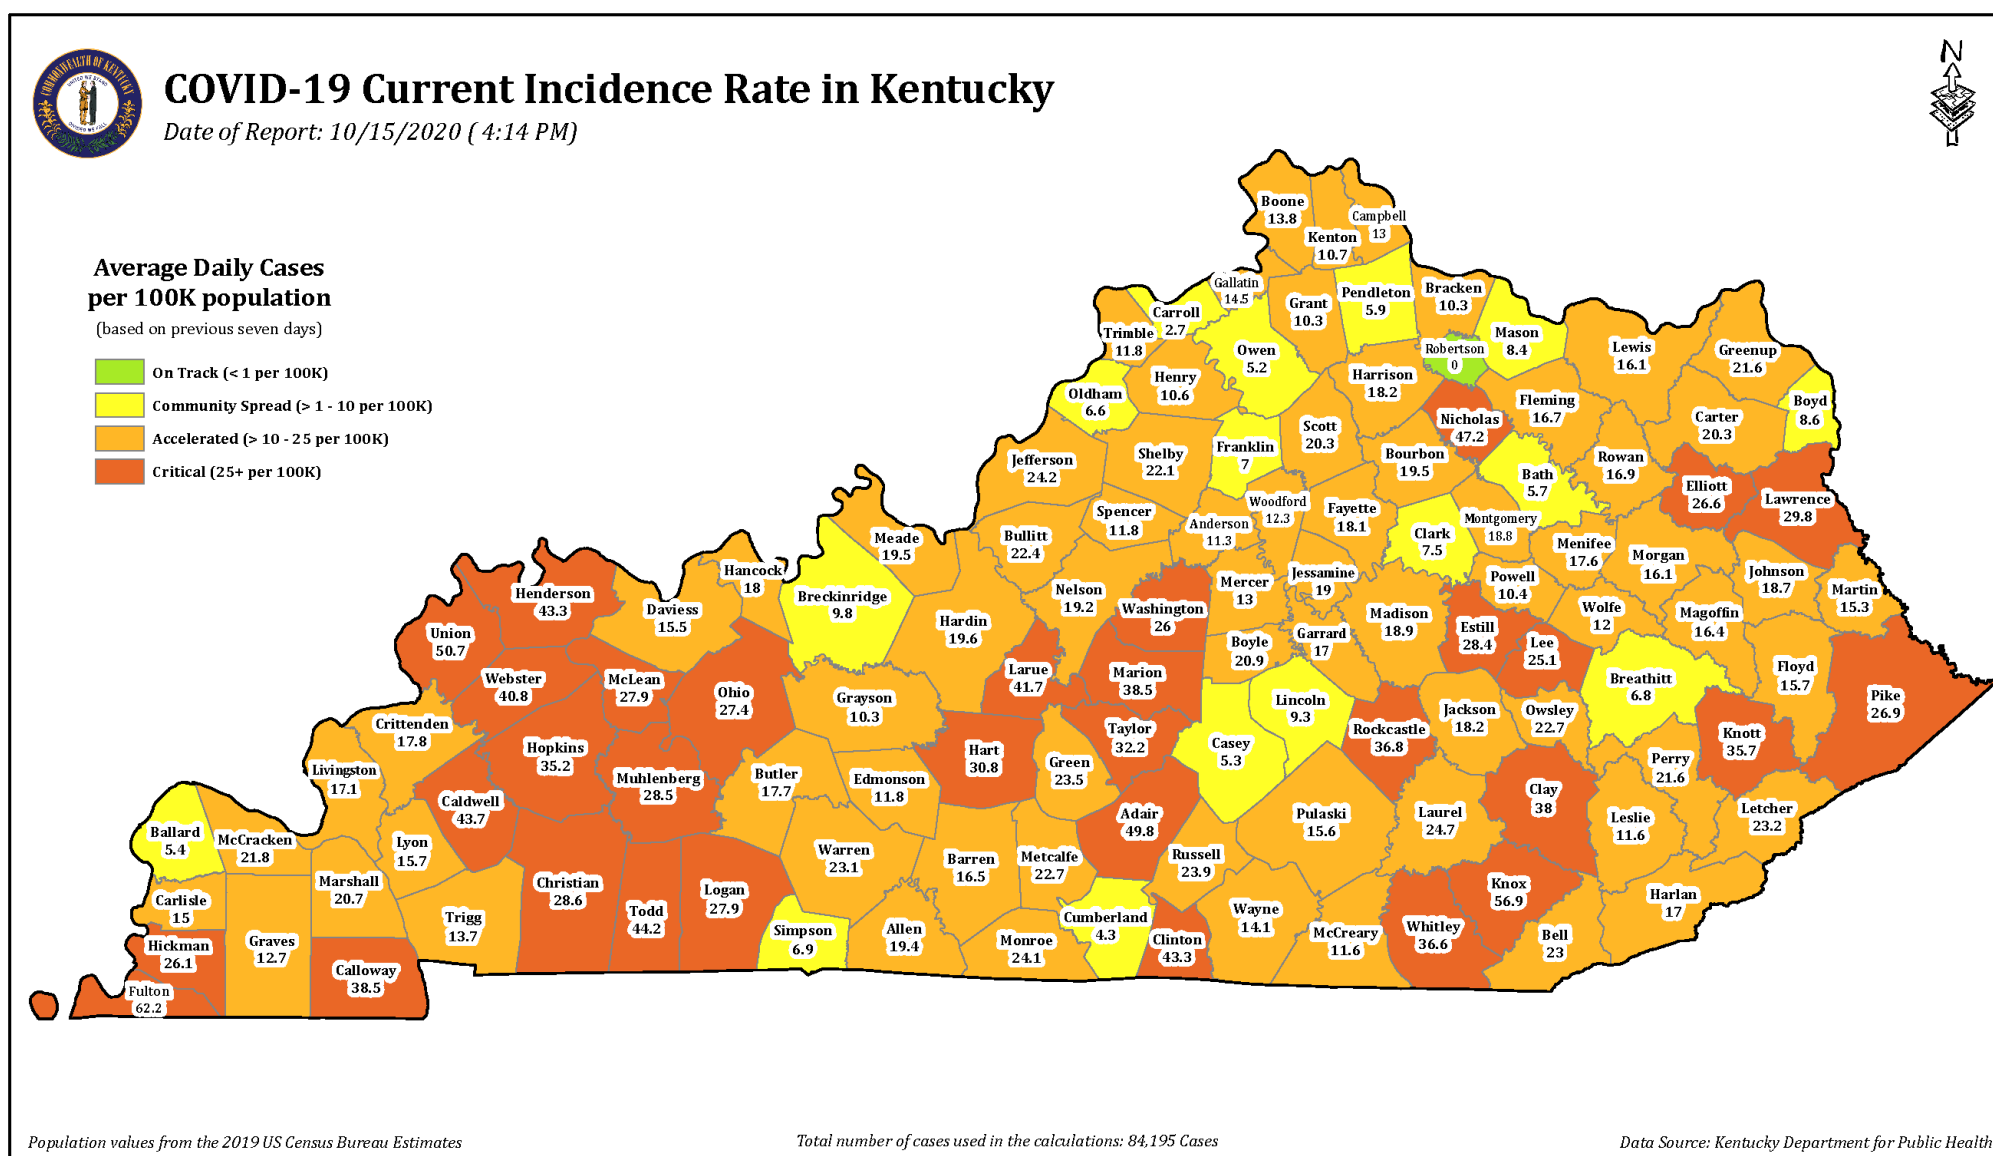 COVID-19 Current Incidence Rate in Kentucky
Date of Report: 10/15/2020 ( 4:14 PM)
COMMONWEALTH OF KENTUCKY
UNITED WE STAND
DIVIDED WE FALL
N
Average Daily Cases
per 100K population
(based on previous seven days)
On Track (< 1 per 100K)
Community Spread (> 1 - 10 per 100K)
Accelerated (> 10 - 25 per 100K)
Critical (25+ per 100K)
Boone
13.8
Kenton
10.7
Campbell
13
Gallatin
14.5
Grant
10.3
Pendleton
5.9
Bracken
10.3
Carroll
2.7
Trimble
11.8
Owen
5.2
Robertson
0
Mason
8.4
Lewis
16.1
Greenup
21.6
Oldham
6.6
Henry
10.6
Harrison
18.2
Nicholas
47.2
Fleming
16.7
Carter
20.3
Boyd
8.6
Jefferson
24.2
Shelby
22.1
Franklin
7
Scott
20.3
Bourbon
19.5
Bath
5.7
Rowan
16.9
Elliott
26.6
Lawrence
29.8
Meade
19.5
Bullitt
22.4
Spencer
11.8
Anderson
11.3
Woodford
12.3
Fayette
18.1
Clark
7.5
Montgomery
18.8
Menifee
17.6
Morgan
16.1
Johnson
18.7
Martin
15.3
Henderson
43.3
Daviess
15.5
Hancock
18
Breckinridge
9.8
Hardin
19.6
Nelson
19.2
Washington
26
Mercer
13
Jessamine
19
Madison
18.9
Powell
10.4
Estill
28.4
Lee
25.1
Wolfe
12
Magoffin
16.4
Floyd
15.7
Pike
26.9
Union
50.7
Webster
40.8
McLean
27.9
Ohio
27.4
Grayson
10.3
Larue
41.7
Marion
38.5
Boyle
20.9
Garrard
17
Lincoln
9.3
Rockcastle
36.8
Jackson
18.2
Owsley
22.7
Breathitt
6.8
Knott
35.7
Crittenden
17.8
Livingston
17.1
Hopkins
35.2
Muhlenberg
28.5
Butler
17.7
Edmonson
11.8
Hart
30.8
Green
23.5
Taylor
32.2
Casey
5.3
Pulaski
15.6
Laurel
24.7
Clay
38
Perry
21.6
Leslie
11.6
Letcher
23.2
Ballard
5.4
McCracken
21.8
Caldwell
43.7
Lyon
15.7
Warren
23.1
Barren
16.5
Metcalfe
22.7
Adair
49.8
Russell
23.9
Knox
56.9
Harlan
17
Carlisle
15
Marshall
20.7
Trigg
13.7
Christian
28.6
Todd
44.2
Logan
27.9
Simpson
6.9
Allen
19.4
Monroe
24.1
Cumberland
4.3
Clinton
43.3
Wayne
14.1
McCreary
11.6
Whitley
36.6
Bell
23
Hickman
26.1
Graves
12.7
Calloway
38.5
Fulton
62.2
Population values from the 2019 US Census Bureau Estimates
Total number of cases used in the calculations: 84,195 Cases
Data Source: Kentucky Department for Public Health